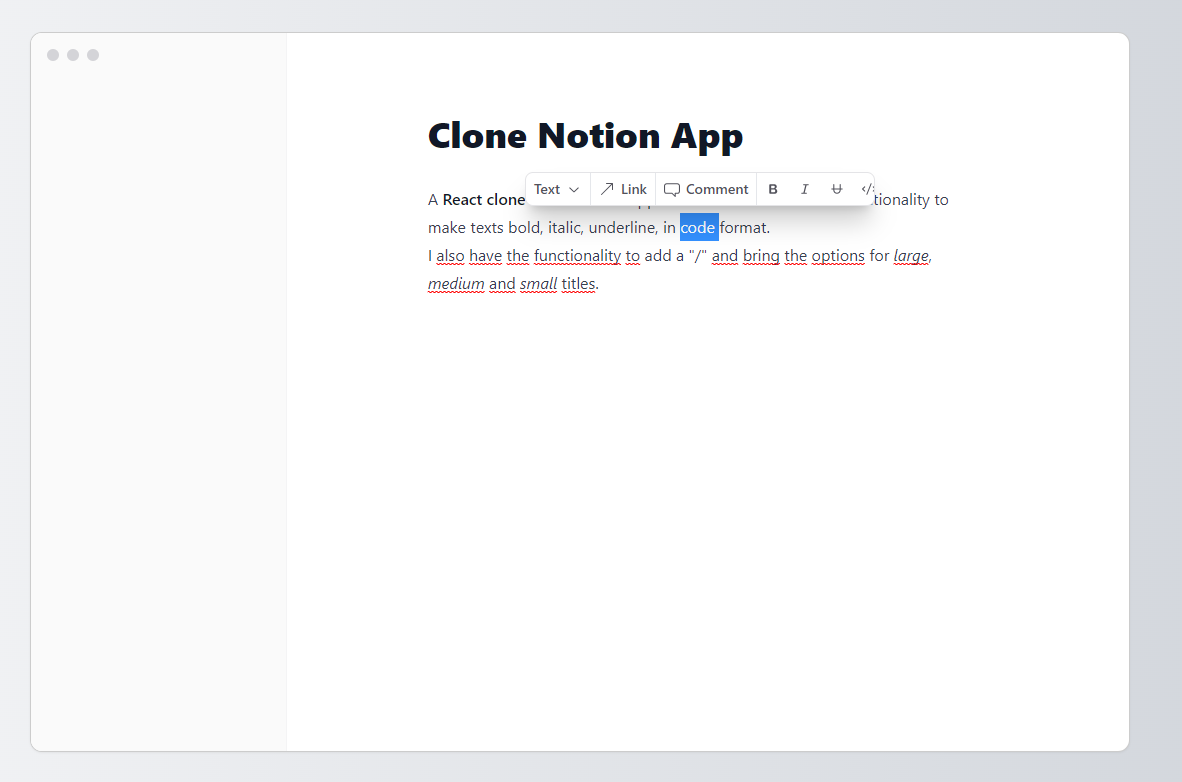 Clone Notion App
Text Link Comment B I U </>
A React clone tionality to
make texts bold, italic, underline, in code format.
I also have the functionality to add a "/" and bring the options for large,
medium and small titles.